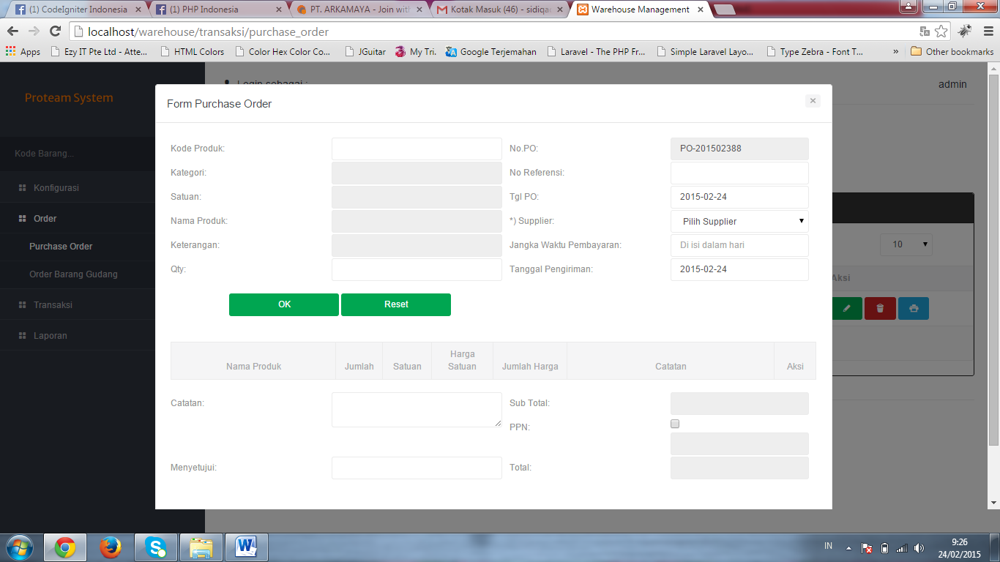 (1) CodeIgniter Indonesia
(1) PHP Indonesia
PT. ARKAMAYA - Join with
Kotak Masuk (46) - sidiqa
Warehouse Management
localhost/warehouse/transaksi/purchase_order
Apps
Ezy IT Pte Ltd - Atte...
HTML Colors
Color Hex Color Co...
JGuitar
My Tri.
Google Terjemahan
Laravel - The PHP Fr...
Simple Laravel Layo...
Type Zebra - Font T...
»
Other bookmarks
Proteam System
Login sebagai :
admin
Kode Barang...
Konfigurasi
Order
Purchase Order
Order Barang Gudang
Transaksi
Laporan
Form Purchase Order
×
Kode Produk:
No.PO:
PO-201502388
Kategori:
No Referensi:
Satuan:
Tgl PO:
2015-02-24
Nama Produk:
*) Supplier:
Pilih Supplier
Keterangan:
Jangka Waktu Pembayaran:
Di isi dalam hari
Qty:
Tanggal Pengiriman:
2015-02-24
OK
Reset
10
Aksi
Nama Produk
Jumlah
Satuan
Harga
Satuan
Jumlah Harga
Catatan
Aksi
Catatan:
Sub Total:
PPN:
Menyetujui:
Total:
IN
9:26
24/02/2015